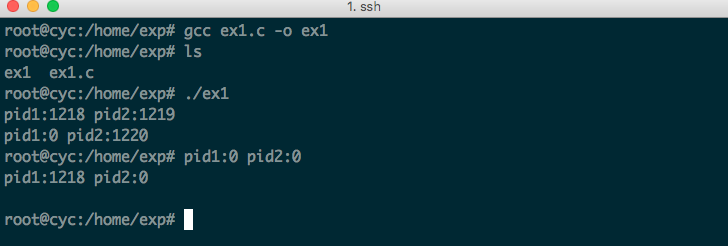 1. ssh
root@cyc:/home/exp# gcc ex1.c -o ex1
root@cyc:/home/exp# ls
ex1  ex1.c
root@cyc:/home/exp# ./ex1
pid1:1218 pid2:1219
pid1:0 pid2:1220
root@cyc:/home/exp# pid1:0 pid2:0
pid1:1218 pid2:0
root@cyc:/home/exp#